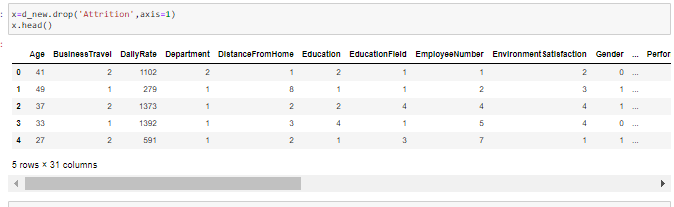 x=d_new.drop('Attrition',axis=1)
x.head()
Age BusinessTravel DailyRate Department DistanceFromHome Education EducationField EmployeeNumber EnvironmentSatisfaction Gender ... Perfor
0 41 2 1102 2 1 2 1 1 2 0 ...
1 49 1 279 1 8 1 1 2 3 1 ...
2 37 2 1373 1 2 2 4 4 4 1 ...
3 33 1 1392 1 3 4 1 5 4 0 ...
4 27 2 591 1 2 1 3 7 1 1 ...
5 rows × 31 columns